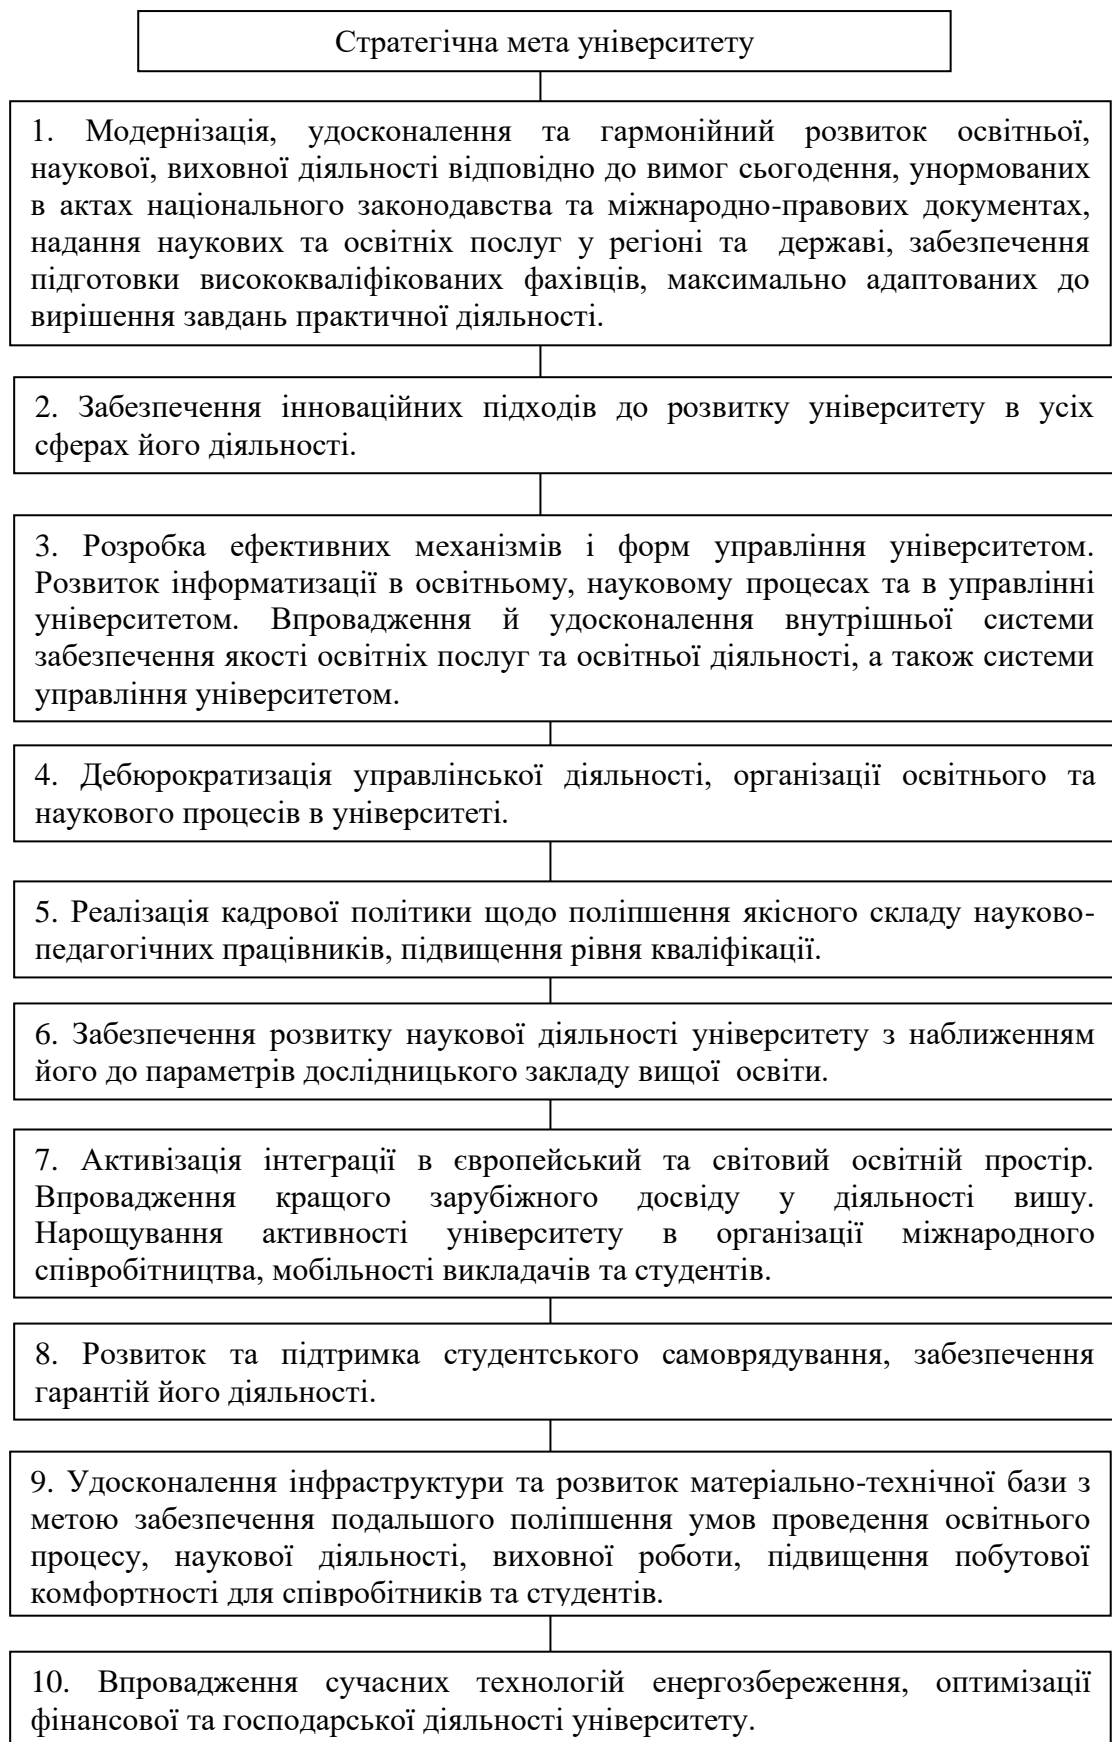 Стратегічна мета університету
1. Модернізація, удосконалення та гармонійний розвиток освітньої,
наукової, виховної діяльності відповідно до вимог сьогодення, унормованих
в актах національного законодавства та міжнародно-правових документах,
надання наукових та освітніх послуг у регіоні та державі, забезпечення
підготовки висококваліфікованих фахівців, максимально адаптованих до
вирішення завдань практичної діяльності.
2. Забезпечення інноваційних підходів до розвитку університету в усіх
сферах його діяльності.
3. Розробка ефективних механізмів і форм управління університетом.
Розвиток інформатизації в освітньому, науковому процесах та в управлінні
університетом. Впровадження й удосконалення внутрішньої системи
забезпечення якості освітніх послуг та освітньої діяльності, а також системи
управління університетом.
4. Дебюрократизація управлінської діяльності, організації освітнього та
наукового процесів в університеті.
5. Реалізація кадрової політики щодо поліпшення якісного складу науково-
педагогічних працівників, підвищення рівня кваліфікації.
6. Забезпечення розвитку наукової діяльності університету з наближенням
його до параметрів дослідницького закладу вищої освіти.
7. Активізація інтеграції в європейський та світовий освітній простір.
Впровадження кращого зарубіжного досвіду у діяльності вишу.
Нарощування активності університету в організації міжнародного
співробітництва, мобільності викладачів та студентів.
8. Розвиток та підтримка студентського самоврядування, забезпечення
гарантій його діяльності.
9. Удосконалення інфраструктури та розвиток матеріально-технічної бази з
метою забезпечення подальшого поліпшення умов проведення освітнього
процесу, наукової діяльності, виховної роботи, підвищення побутової
комфортності для співробітників та студентів.
10. Впровадження сучасних технологій енергозбереження, оптимізації
фінансової та господарської діяльності університету.